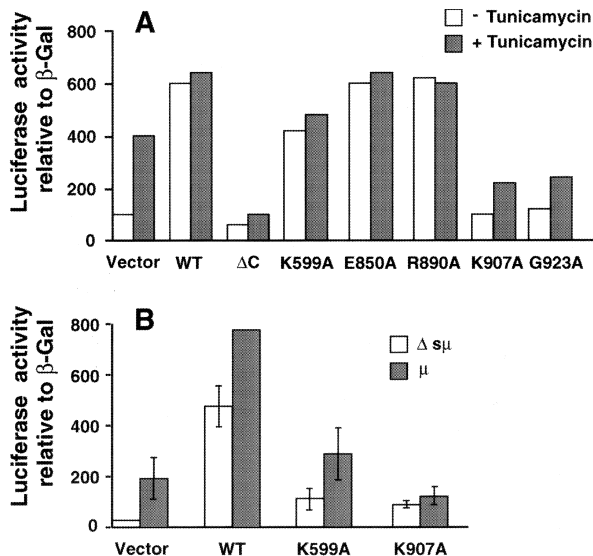 A
- Tunicamycin
+ Tunicamycin
Luciferase activity
relative to β-Gal
800
600
400
200
0
Vector WT ΔC K599A E850A R890A K907A G923A
B
Δ sμ
μ
Luciferase activity
relative to β-Gal
800
600
400
200
0
Vector WT K599A K907A